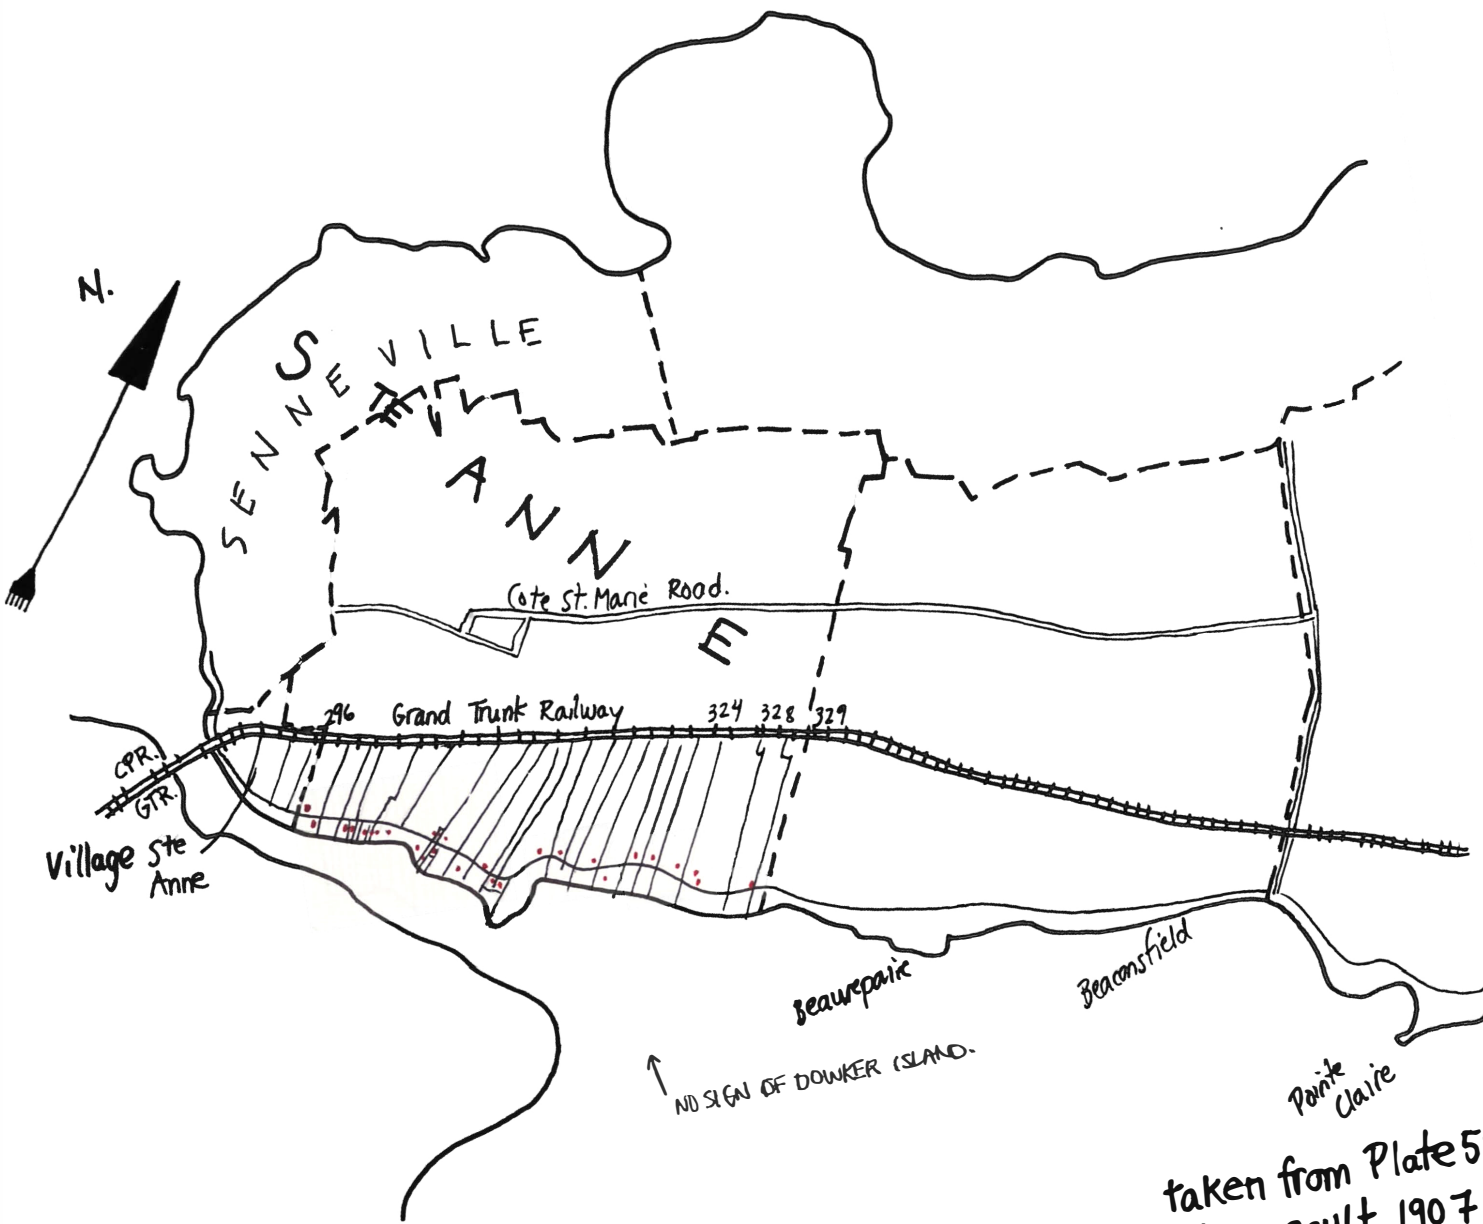 N.
SENNEVILLE
STE ANNE
Cote St. Marie Road.
296 Grand Trunk Railway 324 328 329
CPR.
GTR.
Village Ste
Anne
Beaurepaire
Beaconsfield
NO SIGN OF DOWKER ISLAND.
Pointe
Claire
taken from Plate 5
1907